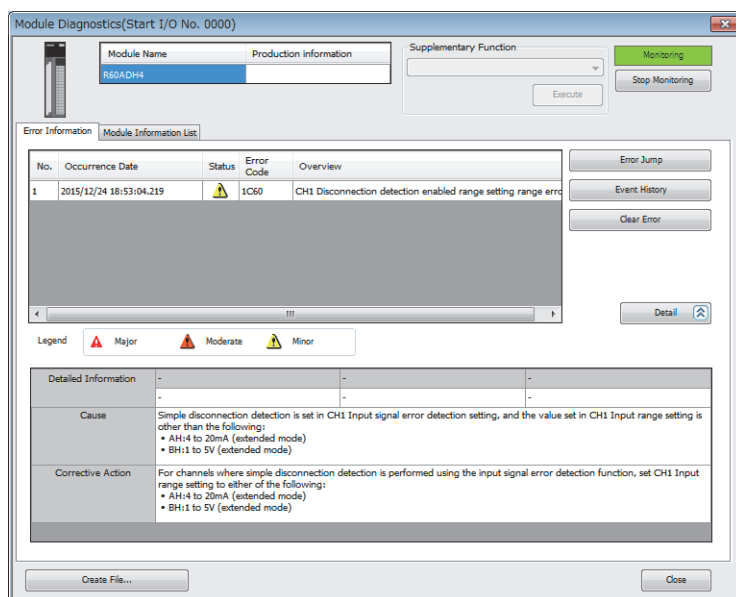 Module Diagnostics(Start I/O No. 0000)
Module Name Production information
R60ADH4
Supplementary Function
Execute
Monitoring
Stop Monitoring
Error Information Module Information List
No. Occurrence Date Status Error Code Overview
1 2015/12/24 18:53:04.219 1C60 CH1 Disconnection detection enabled range setting range erro
Error Jump
Event History
Clear Error
Detail
Legend Major Moderate Minor
Detailed Information - - -
- - -
Cause Simple disconnection detection is set in CH1 Input signal error detection setting, and the value set in CH1 Input range setting is
other than the following:
• AH:4 to 20mA (extended mode)
• BH:1 to 5V (extended mode)
Corrective Action For channels where simple disconnection detection is performed using the input signal error detection function, set CH1 Input
range setting to either of the following:
• AH:4 to 20mA (extended mode)
• BH:1 to 5V (extended mode)
Create File... Close